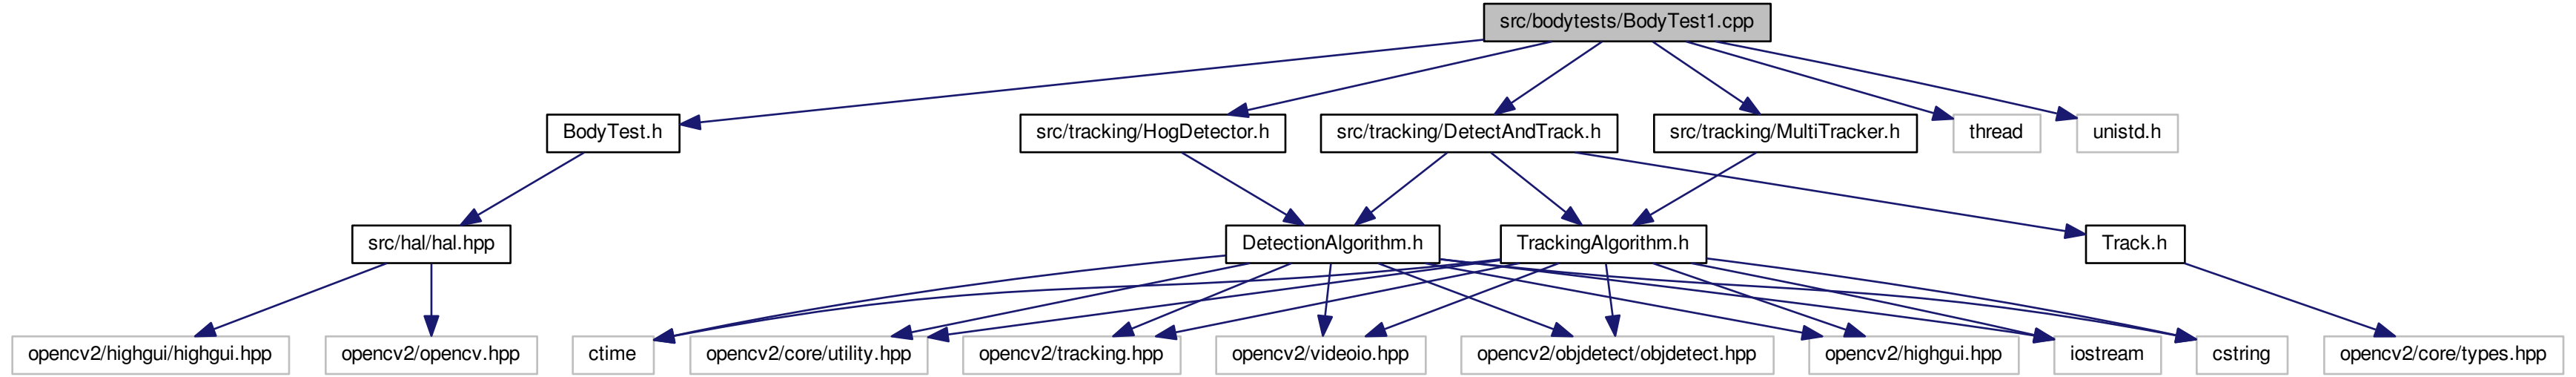 src/bodytests/BodyTest1.cpp
BodyTest.h
src/tracking/HogDetector.h
src/tracking/DetectAndTrack.h
src/tracking/MultiTracker.h
thread
unistd.h
src/hal/hal.hpp
DetectionAlgorithm.h
TrackingAlgorithm.h
Track.h
opencv2/highgui/highgui.hpp
opencv2/opencv.hpp
ctime
opencv2/core/utility.hpp
opencv2/tracking.hpp
opencv2/videoio.hpp
opencv2/objdetect/objdetect.hpp
opencv2/highgui.hpp
iostream
cstring
opencv2/core/types.hpp